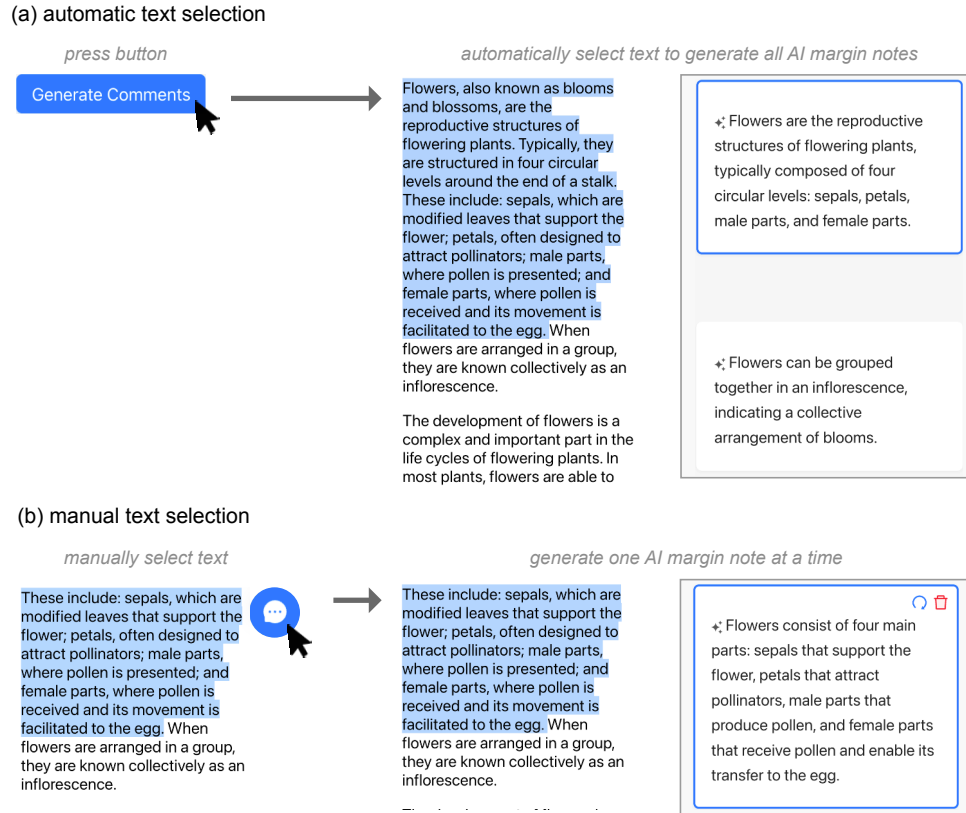 (a) automatic text selection
press button
automatically select text to generate all AI margin notes
Generate Comments
Flowers, also known as blooms
and blossoms, are the
reproductive structures of
flowering plants. Typically, they
are structured in four circular
levels around the end of a stalk.
These include: sepals, which are
modified leaves that support the
flower; petals, often designed to
attract pollinators; male parts,
where pollen is presented; and
female parts, where pollen is
received and its movement is
facilitated to the egg. When
flowers are arranged in a group,
they are known collectively as an
inflorescence.
The development of flowers is a
complex and important part in the
life cycles of flowering plants. In
most plants, flowers are able to
Flowers are the reproductive
structures of flowering plants,
typically composed of four
circular levels: sepals, petals,
male parts, and female parts.
Flowers can be grouped
together in an inflorescence,
indicating a collective
arrangement of blooms.
(b) manual text selection
manually select text
generate one AI margin note at a time
These include: sepals, which are
modified leaves that support the
flower; petals, often designed to
attract pollinators; male parts,
where pollen is presented; and
female parts, where pollen is
received and its movement is
facilitated to the egg. When
flowers are arranged in a group,
they are known collectively as an
inflorescence.
These include: sepals, which are
modified leaves that support the
flower; petals, often designed to
attract pollinators; male parts,
where pollen is presented; and
female parts, where pollen is
received and its movement is
facilitated to the egg. When
flowers are arranged in a group,
they are known collectively as an
inflorescence.
Flowers consist of four main
parts: sepals that support the
flower, petals that attract
pollinators, male parts that
produce pollen, and female parts
that receive pollen and enable its
transfer to the egg.